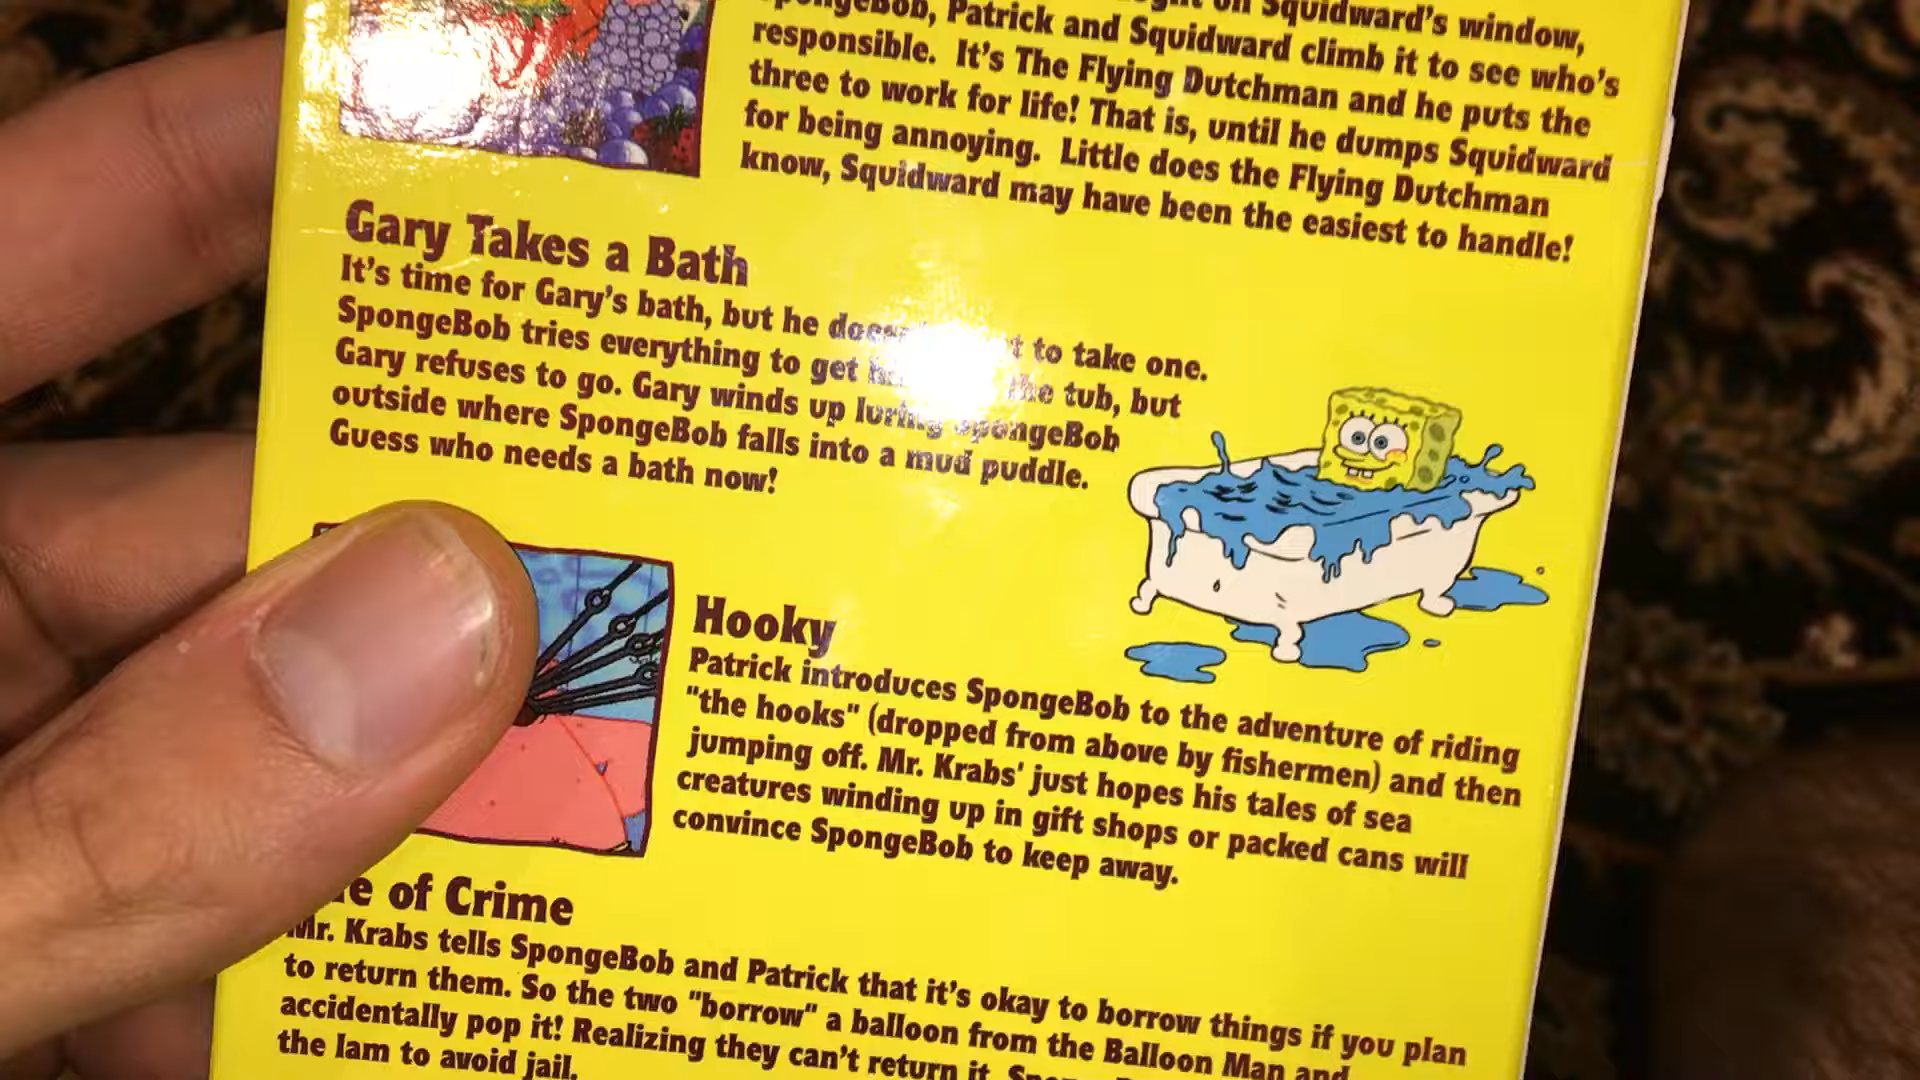 on Squidward's window,
SpongeBob, Patrick and Squidward climb it to see who's
responsible. It's The Flying Dutchman and he puts the
three to work for life! That is, until he dumps Squidward
for being annoying. Little does the Flying Dutchman
know, Squidward may have been the easiest to handle!
Gary Takes a Bath
It's time for Gary's bath, but he to take one.
SpongeBob tries everything to get the tub, but
Gary refuses to go. Gary winds up luring SpongeBob
outside where SpongeBob falls into a mud puddle.
Guess who needs a bath now!
Hooky
Patrick introduces SpongeBob to the adventure of riding
"the hooks" (dropped from above by fishermen) and then
jumping off. Mr. Krabs' just hopes his tales of sea
creatures winding up in gift shops or packed cans will
convince SpongeBob to keep away.
of Crime
Mr. Krabs tells SpongeBob and Patrick that it's okay to borrow things if you plan
to return them. So the two "borrow" a balloon from the Balloon Man and
accidentally pop it! Realizing they can't return it,
the lam to avoid jail.